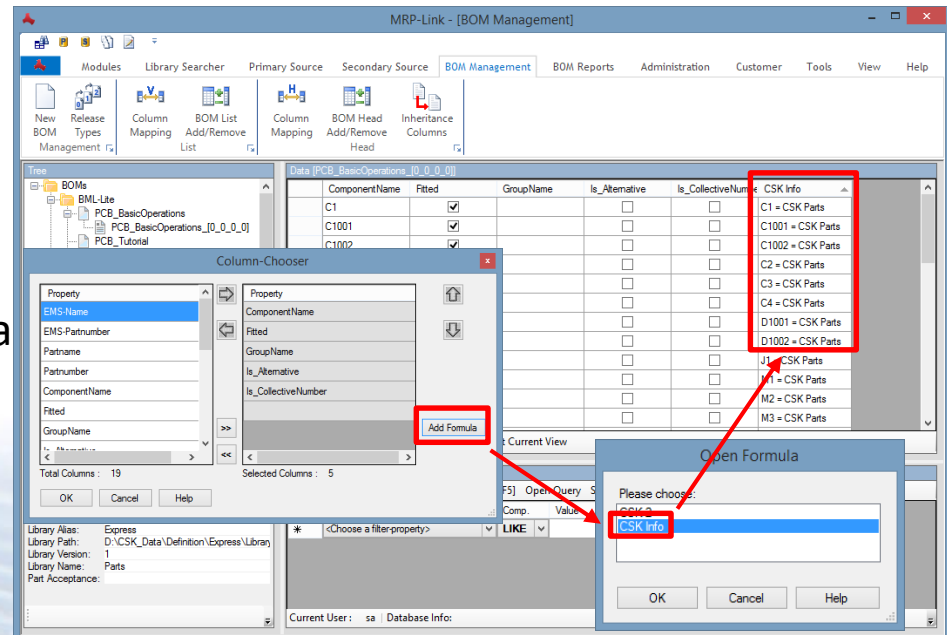 MRP-Link - [BOM Management]
Modules Library Searcher Primary Source Secondary Source BOM Management BOM Reports Administration Customer Tools View Help
New BOM Release Types Column Mapping BOM List Add/Remove Column Mapping BOM Head Add/Remove Inheritance Columns
Management List Head
Tree
BOMs
BML-Lite
PCB_BasicOperations
PCB_BasicOperations_[0_0_0_0]
PCB_Tutorial
Data [PCB_BasicOperations_[0_0_0_0]]
ComponentName Fitted GroupName Is_Alternative Is_CollectiveNumbe CSK Info
C1 C1 = CSK Parts
C1001 C1001 = CSK Parts
C1002 C1002 = CSK Parts
C2 = CSK Parts
C3 = CSK Parts
C4 = CSK Parts
D1001 = CSK Parts
D1002 = CSK Parts
J1 = CSK Parts
M1 = CSK Parts
M2 = CSK Parts
M3 = CSK Parts
a
Column-Chooser
Property
EMS-Name
EMS-Partnumber
Partname
Partnumber
ComponentName
Fitted
GroupName
Is_Alternative
Total Columns : 19
>>
<<
Property
ComponentName
Fitted
GroupName
Is_Alternative
Is_CollectiveNumber
Selected Columns : 5
Add Formula
OK Cancel Help
t Current View
F5] Open Query S
Comp. Value
<Choose a filter-property> LIKE
Open Formula
Please choose:
CSK 2
CSK Info
OK Cancel Help
Library Alias: Express
Library Path: D:\CSK_Data\Definition\Express\Library
Library Version: 1
Library Name: Parts
Part Acceptance:
Current User : sa Database Info: